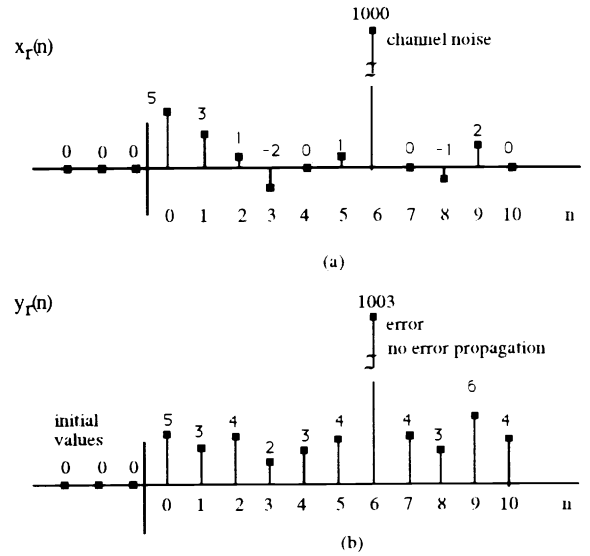 1000
xr(n)
channel noise
5
3
0 0 0
1
-2
0
1
0
-1
2
0
0 1 2 3 4 5 6 7 8 9 10 n
(a)
yr(n)
1003
error
no error propagation
initial
values
0 0 0
5
3
4
2
3
4
4
3
6
4
0 1 2 3 4 5 6 7 8 9 10 n
(b)